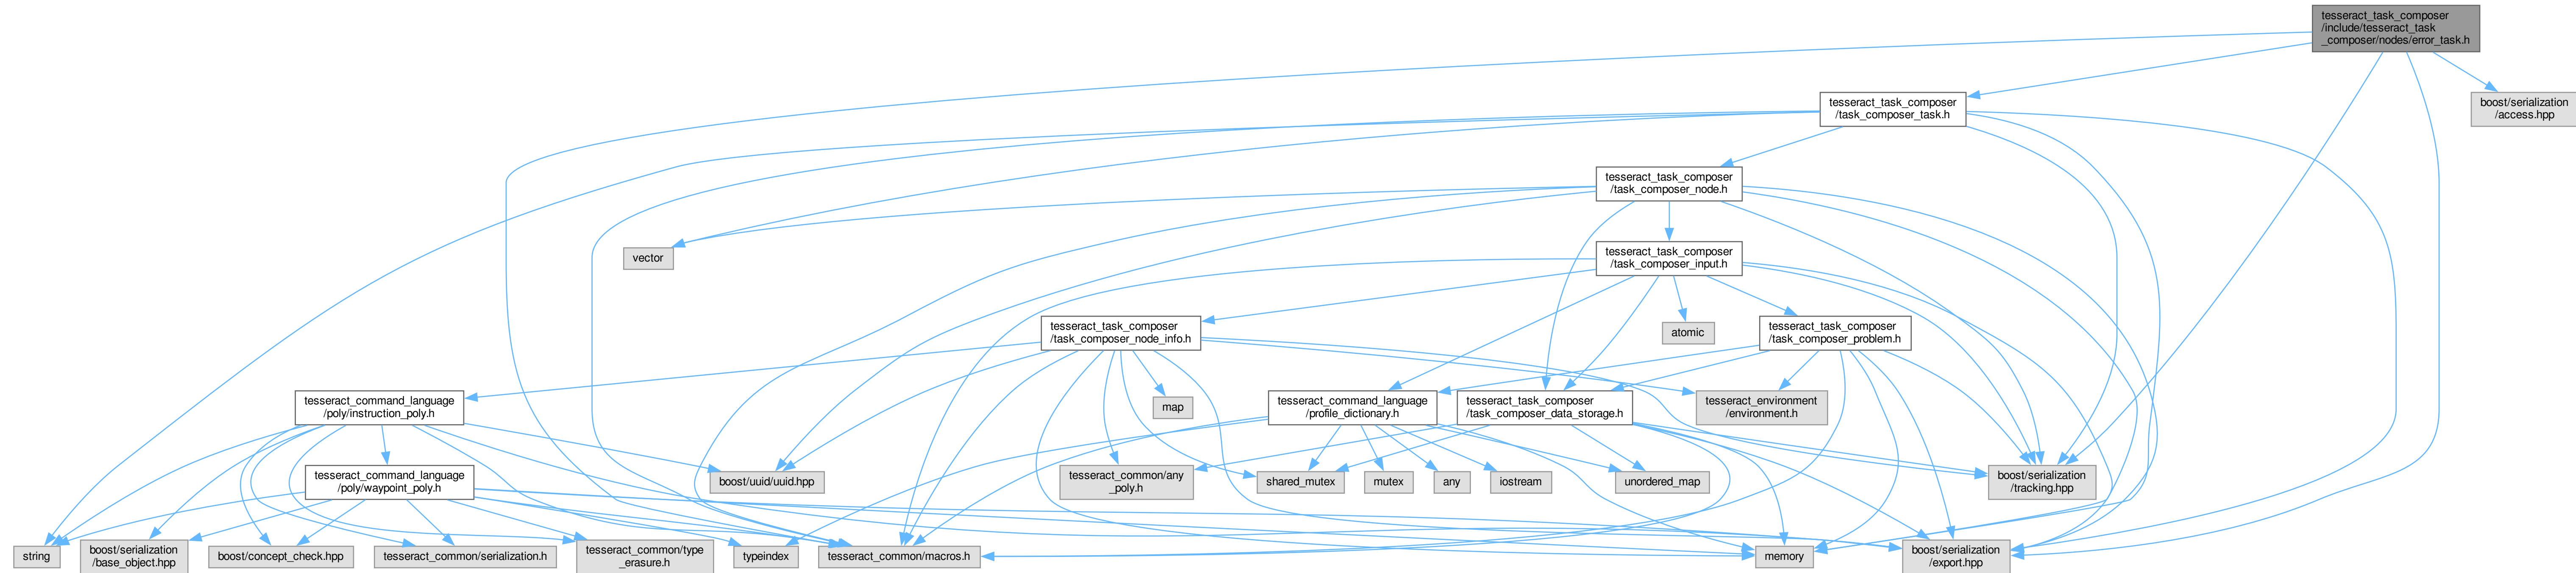 tesseract_task_composer
/include/tesseract_task
_composer/nodes/error_task.h
tesseract_task_composer
/task_composer_task.h
boost/serialization
/access.hpp
tesseract_task_composer
/task_composer_node.h
vector
tesseract_task_composer
/task_composer_input.h
tesseract_task_composer
/task_composer_node_info.h
atomic
tesseract_task_composer
/task_composer_problem.h
tesseract_command_language
/poly/instruction_poly.h
map
tesseract_command_language
/profile_dictionary.h
tesseract_task_composer
/task_composer_data_storage.h
tesseract_environment
/environment.h
tesseract_command_language
/poly/waypoint_poly.h
boost/uuid/uuid.hpp
tesseract_common/any
_poly.h
shared_mutex
mutex
any
iostream
unordered_map
boost/serialization
/tracking.hpp
string
boost/serialization
/base_object.hpp
boost/concept_check.hpp
tesseract_common/serialization.h
tesseract_common/type
_erasure.h
typeindex
tesseract_common/macros.h
memory
boost/serialization
/export.hpp